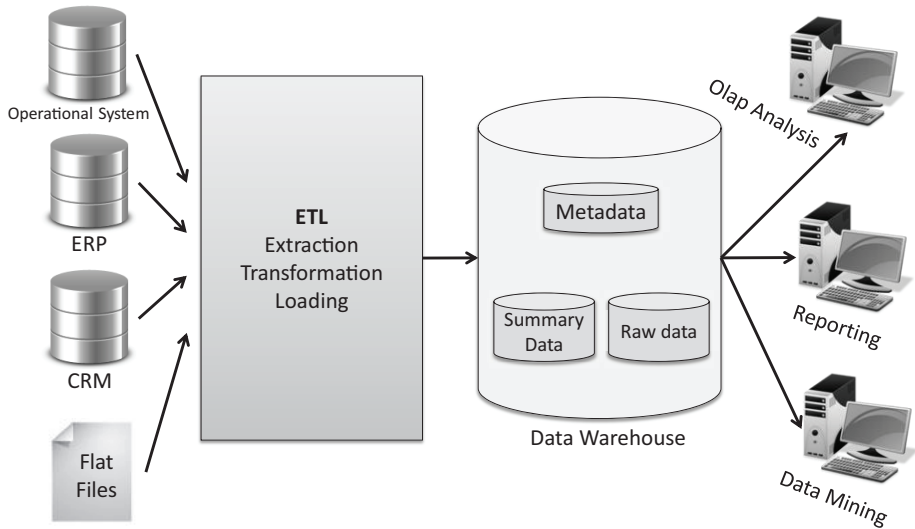 Operational System
ERP
CRM
Flat
Files
ETL
Extraction
Transformation
Loading
Metadata
Summary
Data
Raw data
Data Warehouse
Olap Analysis
Reporting
Data Mining